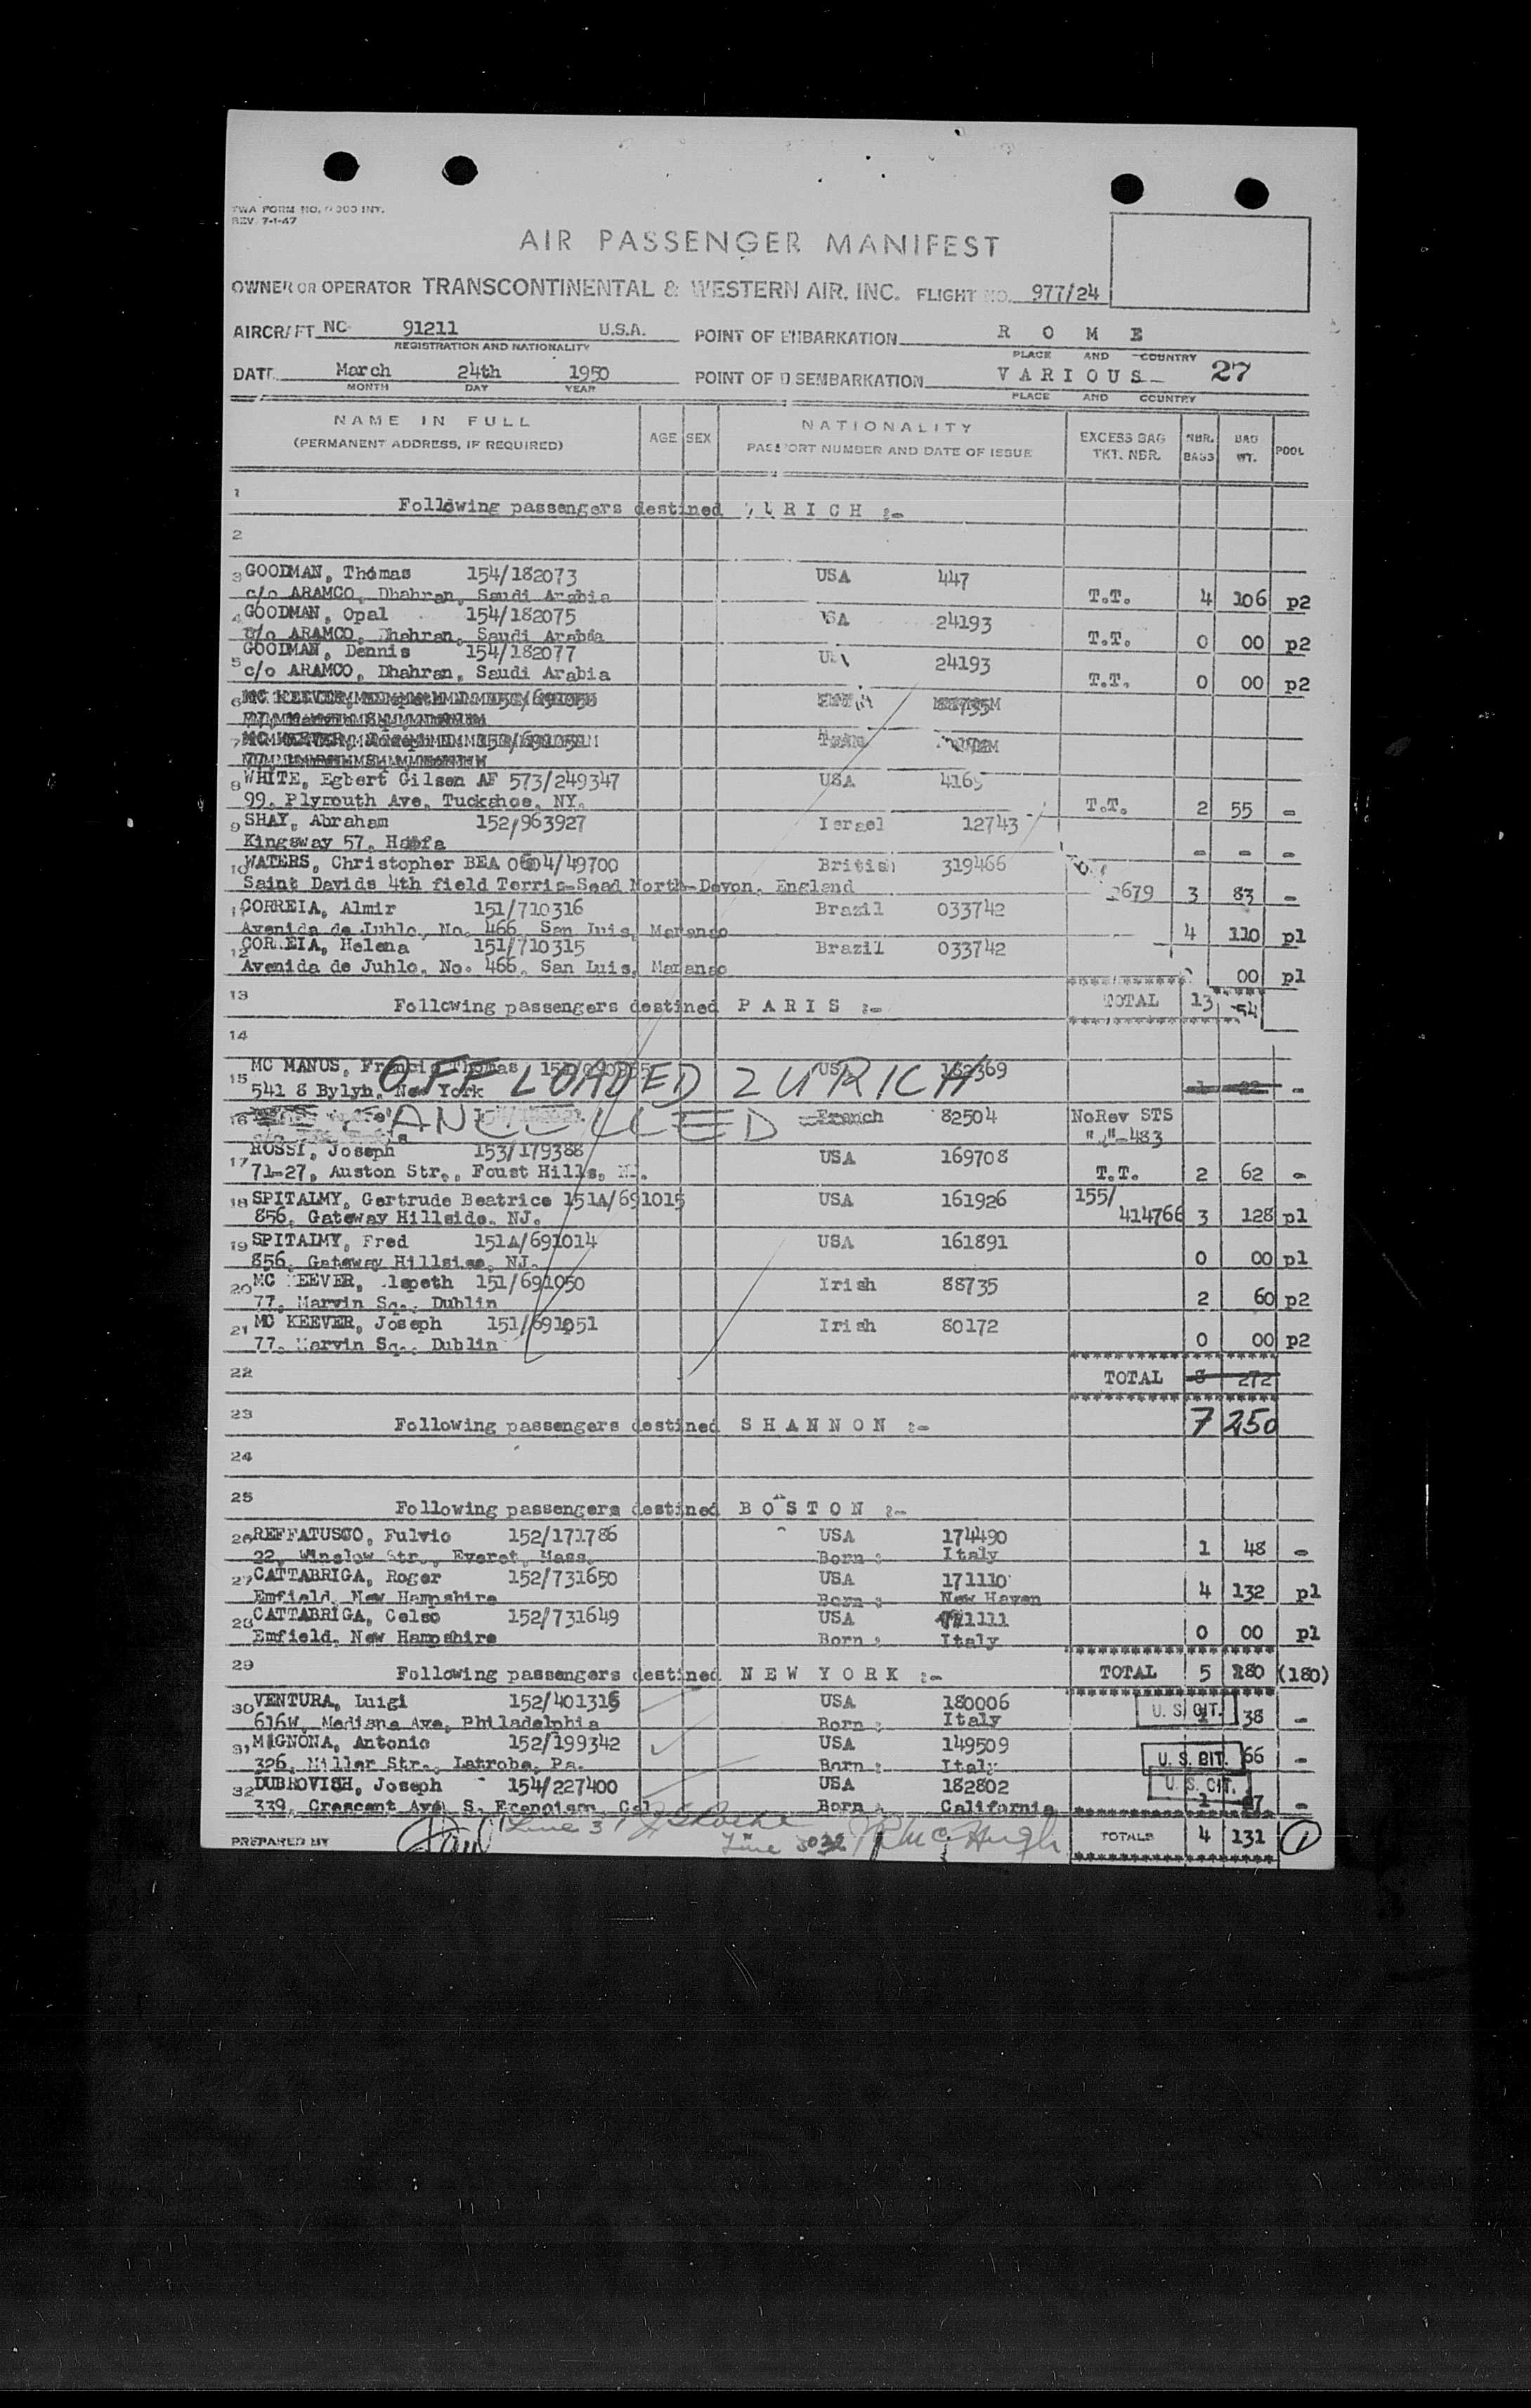 TWA FORM NO. 300 INT.
REV. 7-1-47
AIR PASSENGER MANIFEST
OWNER OR OPERATOR TRANSCONTINENTAL & WESTERN AIR, INC. FLIGHT NO. 977/24
AIRCRAFT NC 91211 U.S.A. POINT OF EMBARKATION R O M E
REGISTRATION AND NATIONALITY PLACE AND COUNTRY
DATE March 24th 1950 POINT OF DISEMBARKATION V A R I O U S 27
MONTH DAY YEAR PLACE AND COUNTRY
NAME IN FULL AGE SEX NATIONALITY EXCESS BAG NBR. BAG POOL
(PERMANENT ADDRESS, IF REQUIRED) PASSPORT NUMBER AND DATE OF ISSUE TKT. NBR. BAGS WT.
1 Following passengers destined Z U R I C H :-
2
3 GOODMAN, Thomas 154/182073 USA 447
c/o ARAMCO, Dhahran, Saudi Arabia T.T. 4 106 p2
4 GOODMAN, Opal 154/182075 USA 24193
c/o ARAMCO, Dhahran, Saudi Arabia T.T. 0 00 p2
5 GOODMAN, Dennis 154/182077 USA 24193
c/o ARAMCO, Dhahran, Saudi Arabia T.T. 0 00 p2
6
7
8 WHITE, Egbert Gilsen AF 573/249347 USA 4165
99, Plymouth Ave, Tuckahoe, NY. T.T. 2 55 -
9 SHAY, Abraham 152/963927 Israel 12743
Kingsway 57, Haifa - - -
10 WATERS, Christopher BEA 0604/49700 British 319466
Saint Davids 4th field Terris-Sead North-Devon, England 2679 3 83 -
11 CORREIA, Almir 151/710316 Brazil 033742
Avenida de Juhlo, No. 466, San Luis, Maranso 4 110 p1
12 CORREIA, Helena 151/710315 Brazil 033742
Avenida de Juhlo, No. 466, San Luis, Maranso 00 p1
13 Following passengers destined P A R I S :- TOTAL 13 54
14
15 MC MANUS, Francis Thomas USA 182369
541 8 Bylyn, New York 1 22 -
OFF LOADED ZURICH
16 CANCELLED French 82504 NoRev STS
" "-483
17 ROSSI, Joseph 153/179388 USA 169708
71-27, Auston Str., Foust Hills, T.T. 2 62 -
18 SPITALMY, Gertrude Beatrice 151A/691015 USA 161926 155/
856, Gateway Hillside, NJ. 414766 3 128 p1
19 SPITALMY, Fred 151A/691014 USA 161891
856, Gateway Hillside, NJ. 0 00 p1
20 MC KEEVER, Elspeth 151/691050 Irish 88735
77, Marvin Sq., Dublin 2 60 p2
21 MC KEEVER, Joseph 151/691051 Irish 80172
77, Marvin Sq., Dublin 0 00 p2
22 TOTAL 8 272
23 Following passengers destined S H A N N O N :- 7 250
24
25 Following passengers destined B O S T O N :-
26 REFFATUSCO, Fulvio 152/171786 USA 174490
22, Winslow Str., Everet, Mass. Born : Italy 1 48 -
27 CATTABRIGA, Roger 152/731650 USA 171110
Emfield, New Hampshire Born : New Haven 4 132 p1
28 CATTABRIGA, Celso 152/731649 USA 171111
Emfield, New Hampshire Born : Italy 0 00 p1
29 Following passengers destined N E W Y O R K :- TOTAL 5 180 (180)
30 VENTURA, Luigi 152/401316 USA 180006
616W, Mediana Ave, Philadelphia Born : Italy U. S. CIT. 38 -
31 MIGNONA, Antonio 152/199342 USA 149509
326, Miller Str., Latrobe, Pa. Born : Italy U. S. CIT. 66 -
32 DUBROVISH, Joseph 154/227400 USA 182802 U. S. CIT.
339, Crescent Ave, S. Francisco, Cal Born : California 1 27 -
PREPARED BY Line 31 Line 30 32 McHugh TOTALS 4 131 1